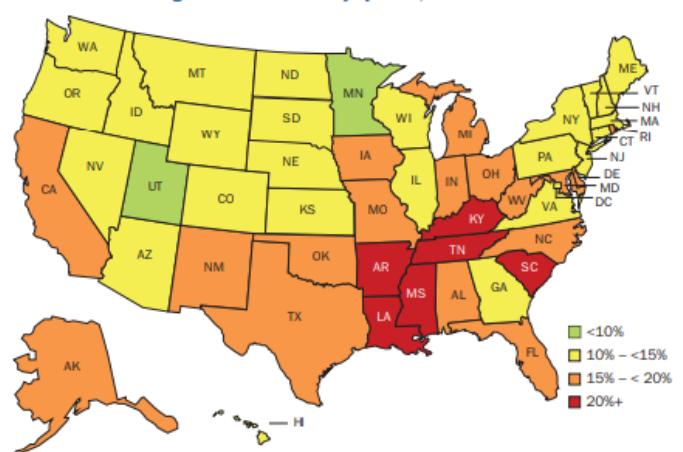 WA
MT
ND
MN
ME
VT
NH
MA
RI
CT
NJ
DE
MD
DC
OR
ID
WY
SD
WI
MI
NY
NV
UT
CO
NE
IA
IL
IN
OH
PA
CA
KS
MO
KY
WV
VA
AZ
NM
OK
AR
TN
NC
SC
TX
LA
MS
AL
GA
FL
AK
HI
<10%
10% – <15%
15% – < 20%
20%+